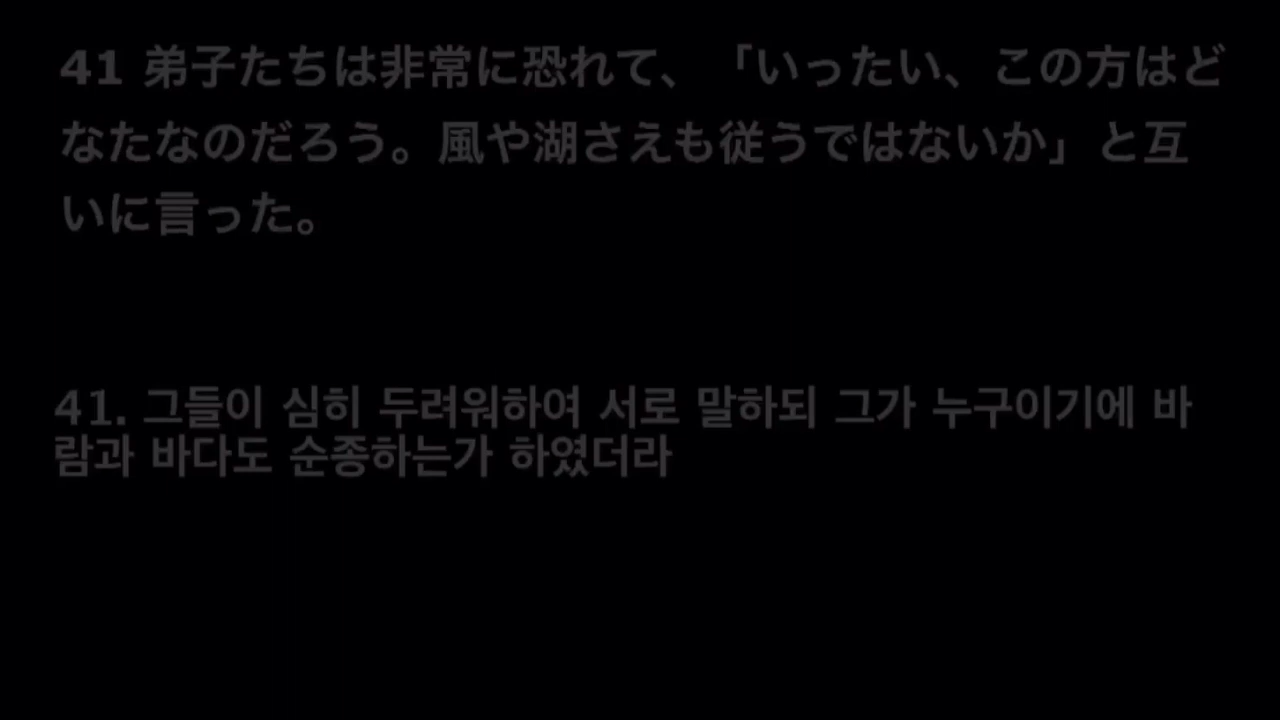 41 弟子たちは非常に恐れて、「いったい、この方はど
なたなのだろう。風や湖さえも従うではないか」と互
いに言った。
41. 그들이 심히 두려워하여 서로 말하되 그가 누구이기에 바
람과 바다도 순종하는가 하였더라